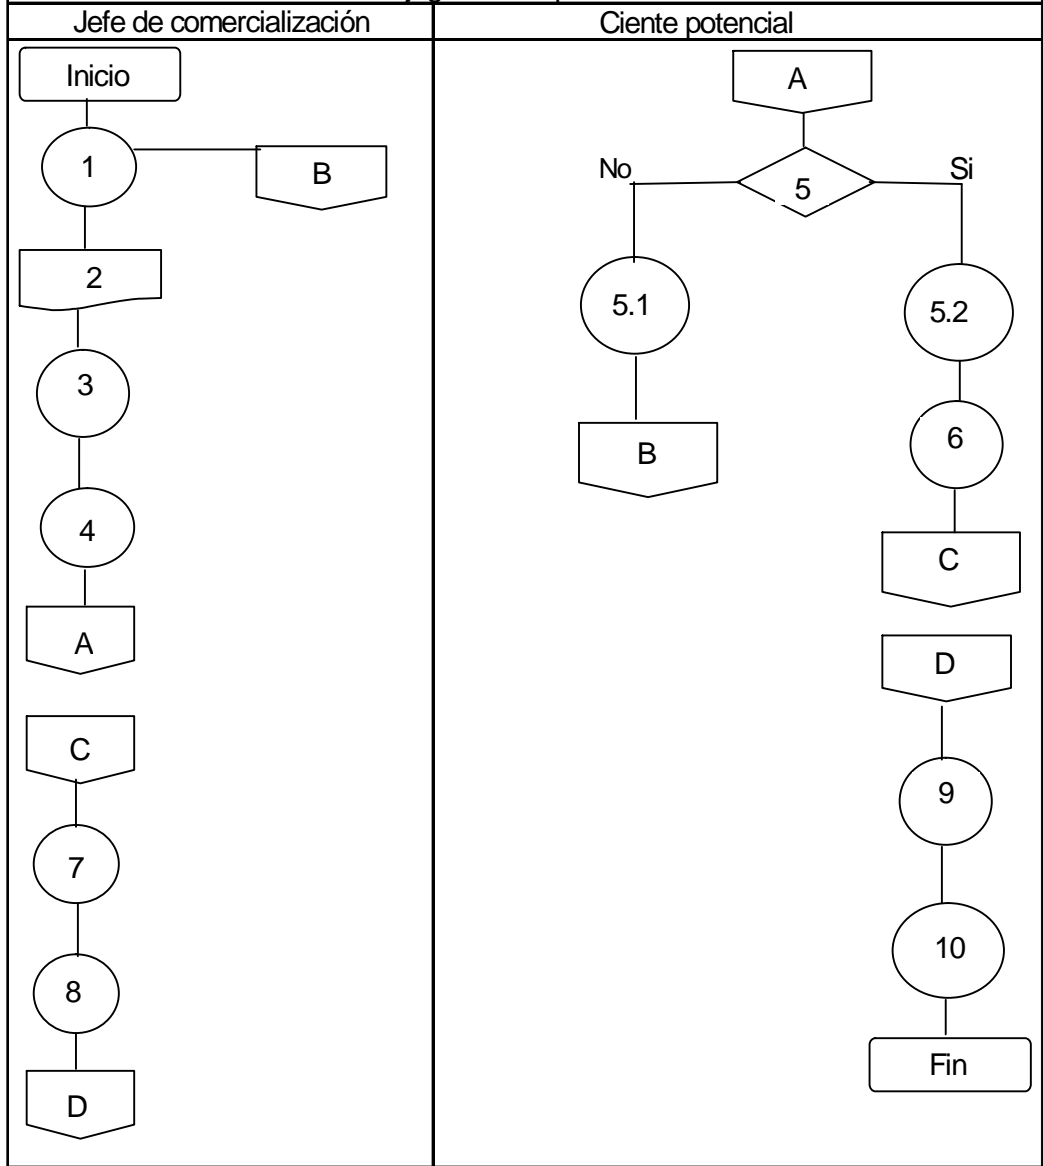 Jefe de comercialización
Ciente potencial
Inicio
1
B
2
3
4
A
C
7
8
D
A
No
5
Si
5.1
5.2
B
6
C
D
9
10
Fin